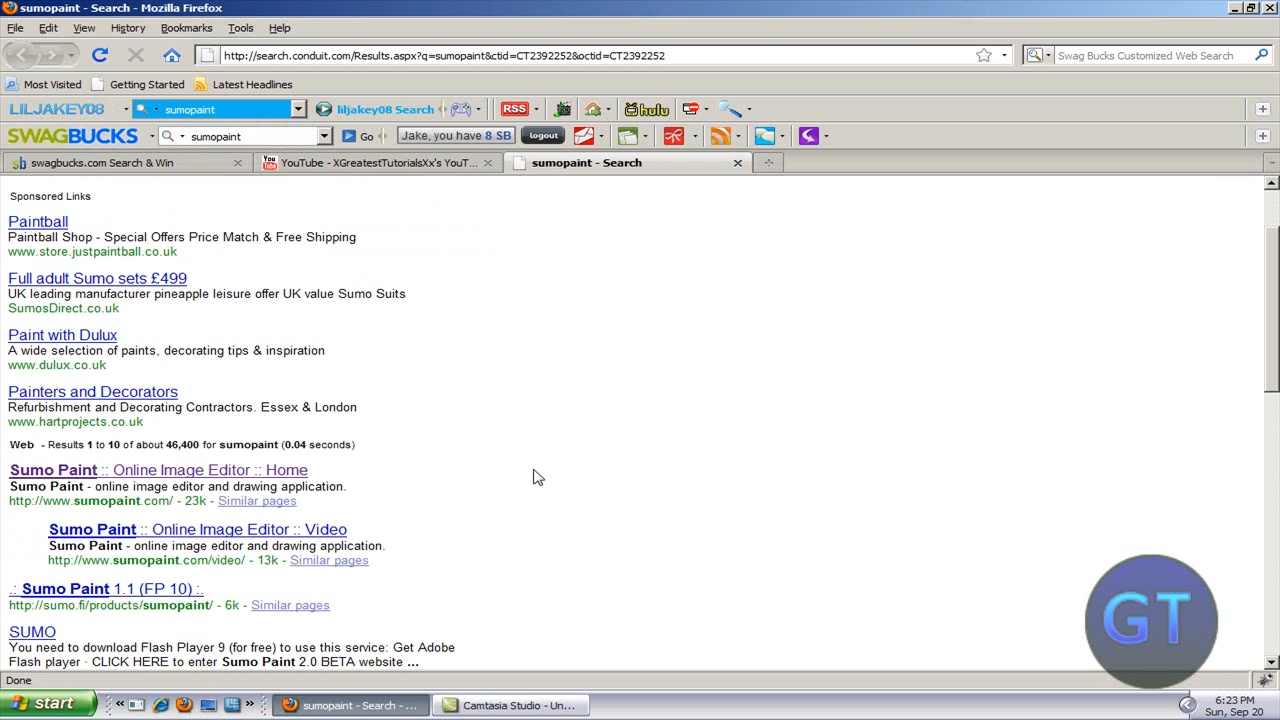 sumopaint - Search - Mozilla Firefox
File Edit View History Bookmarks Tools Help
http://search.conduit.com/Results.aspx?q=sumopaint&ctid=CT2392252&octid=CT2392252
Swag Bucks Customized Web Search
Most Visited Getting Started Latest Headlines
LILJAKEY08 sumopaint liljakey08 Search RSS hulu
SWAGBUCKS sumopaint Go Jake, you have 8 SB logout
swagbucks.com Search & Win
YouTube - XGreatestTutorialsXx's YouT...
sumopaint - Search
Sponsored Links
Paintball
Paintball Shop - Special Offers Price Match & Free Shipping
www.store.justpaintball.co.uk
Full adult Sumo sets £499
UK leading manufacturer pineapple leisure offer UK value Sumo Suits
SumosDirect.co.uk
Paint with Dulux
A wide selection of paints, decorating tips & inspiration
www.dulux.co.uk
Painters and Decorators
Refurbishment and Decorating Contractors. Essex & London
www.hartprojects.co.uk
Web - Results 1 to 10 of about 46,400 for sumopaint (0.04 seconds)
Sumo Paint :: Online Image Editor :: Home
Sumo Paint - online image editor and drawing application.
http://www.sumopaint.com/ - 23k - Similar pages
Sumo Paint :: Online Image Editor :: Video
Sumo Paint - online image editor and drawing application.
http://www.sumopaint.com/video/ - 13k - Similar pages
.: Sumo Paint 1.1 (FP 10) :.
http://sumo.fi/products/sumopaint/ - 6k - Similar pages
SUMO
You need to download Flash Player 9 (for free) to use this service: Get Adobe
Flash player · CLICK HERE to enter Sumo Paint 2.0 BETA website ...
GT
Done
start
sumopaint - Search - ...
Camtasia Studio - Un...
6:23 PM
Sun, Sep 20